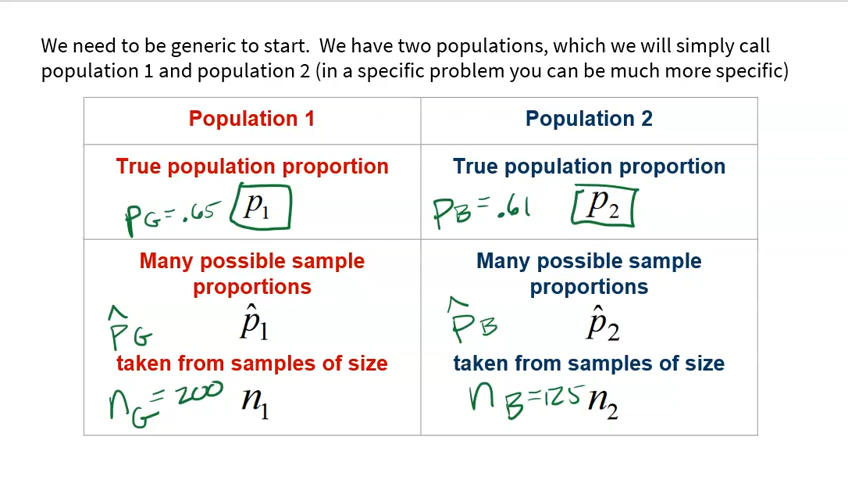 We need to be generic to start. We have two populations, which we will simply call
population 1 and population 2 (in a specific problem you can be much more specific)
Population 1
Population 2
True population proportion
True population proportion
pG = .65 p₁
pB = .61 p₂
Many possible sample
proportions
Many possible sample
proportions
p̂G p̂₁
p̂B p̂₂
taken from samples of size
taken from samples of size
nG = 200 n₁
nB = 125 n₂